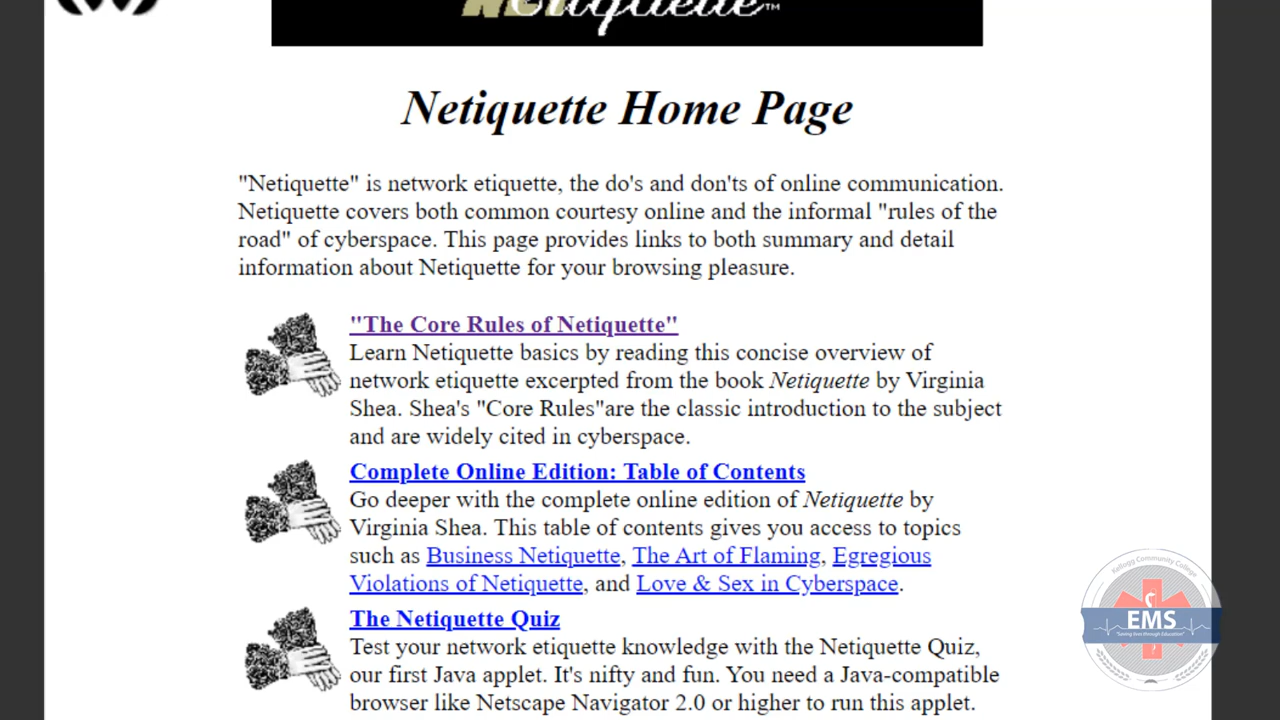 NETiquette™
Netiquette Home Page
"Netiquette" is network etiquette, the do's and don'ts of online communication.
Netiquette covers both common courtesy online and the informal "rules of the
road" of cyberspace. This page provides links to both summary and detail
information about Netiquette for your browsing pleasure.
"The Core Rules of Netiquette"
Learn Netiquette basics by reading this concise overview of
network etiquette excerpted from the book Netiquette by Virginia
Shea. Shea's "Core Rules"are the classic introduction to the subject
and are widely cited in cyberspace.
Complete Online Edition: Table of Contents
Go deeper with the complete online edition of Netiquette by
Virginia Shea. This table of contents gives you access to topics
such as Business Netiquette, The Art of Flaming, Egregious
Violations of Netiquette, and Love & Sex in Cyberspace.
The Netiquette Quiz
Test your network etiquette knowledge with the Netiquette Quiz,
our first Java applet. It's nifty and fun. You need a Java-compatible
browser like Netscape Navigator 2.0 or higher to run this applet.
Kellogg Community College
EMS
"Saving lives through Education"